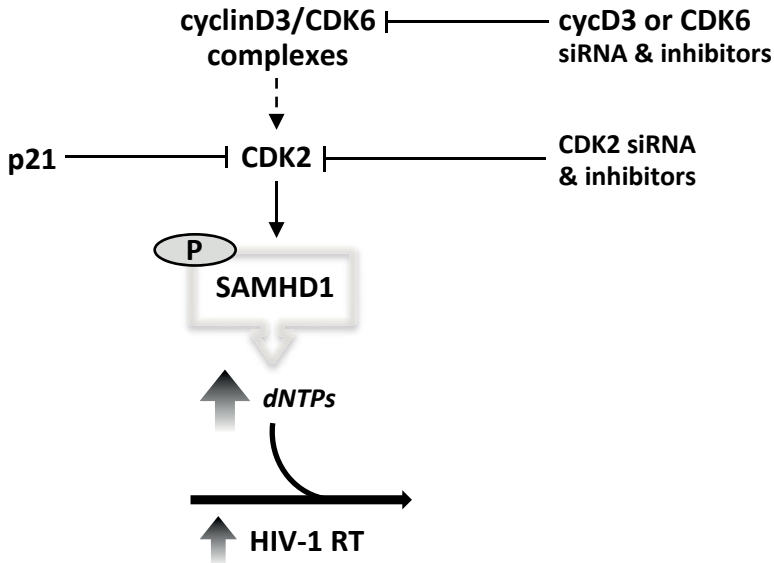 cyclinD3/CDK6
complexes
cycD3 or CDK6
siRNA & inhibitors
p21
CDK2
CDK2 siRNA
& inhibitors
P
SAMHD1
dNTPs
HIV-1 RT